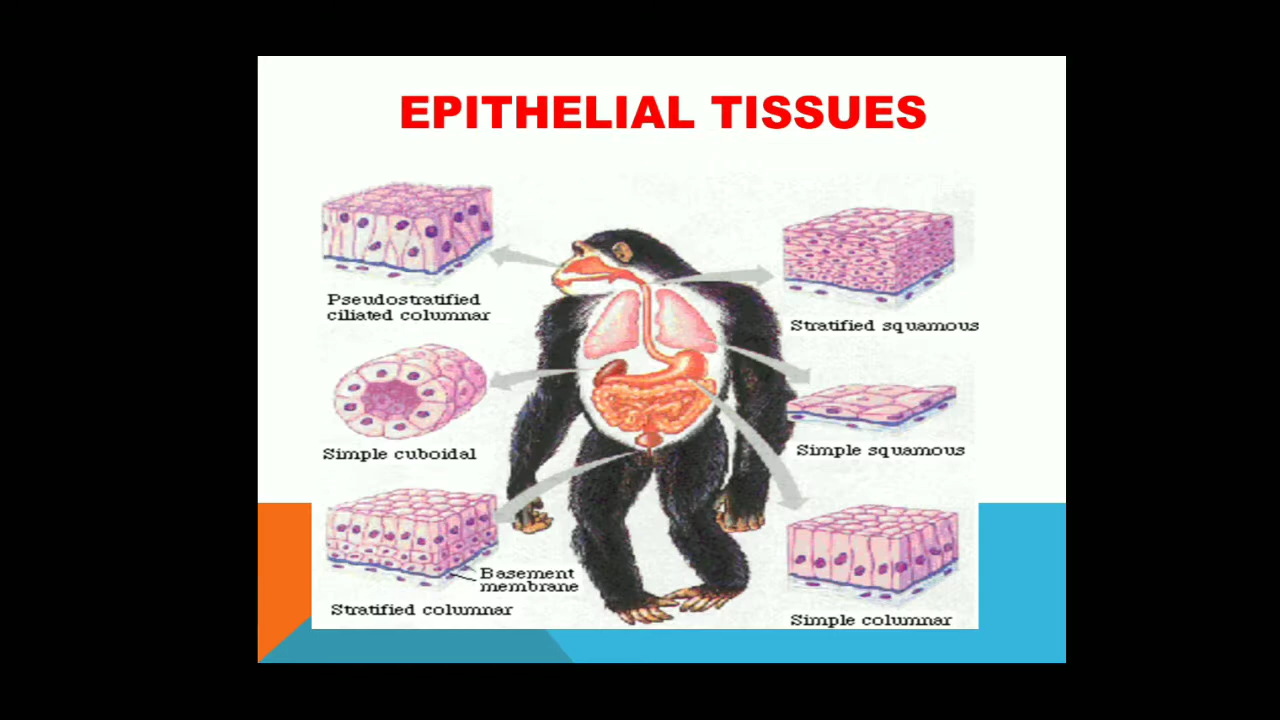 EPITHELIAL TISSUES
Pseudostratified
ciliated columnar
Stratified squamous
Simple cuboidal
Simple squamous
Basement
membrane
Stratified columnar
Simple columnar